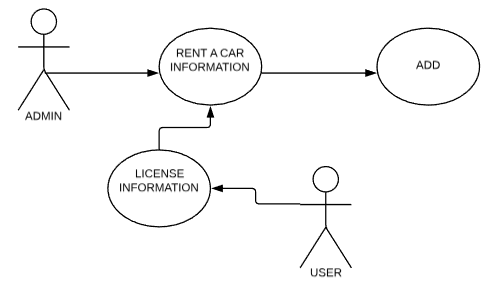 RENT A CAR
INFORMATION
ADD
ADMIN
LICENSE
INFORMATION
USER